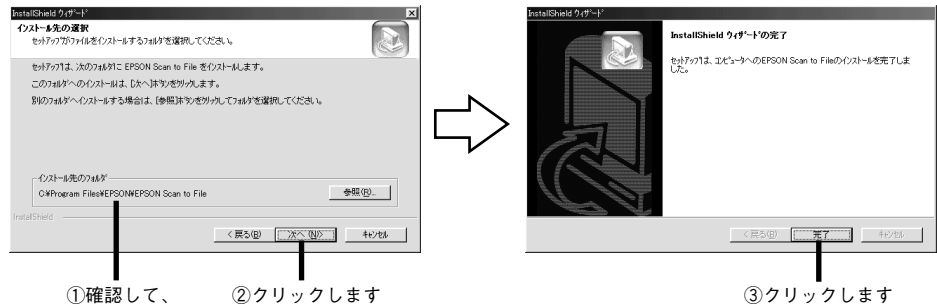 InstallShield ウィザード
インストール先の選択
セットアップがファイルをインストールするフォルダを選択してください。
セットアップは、次のフォルダに EPSON Scan to File をインストールします。
このフォルダへのインストールは、[次へ]ボタンをクリックします。
別のフォルダへインストールする場合は、[参照]ボタンをクリックしてフォルダを選択してください。
インストール先のフォルダ
C:¥Program Files¥EPSON¥EPSON Scan to File
参照(R)...
InstallShield
< 戻る(B)
次へ (N)>
キャンセル
①確認して、
②クリックします
InstallShield ウィザード
InstallShield ウィザードの完了
セットアップは、コンピュータへのEPSON Scan to Fileのインストールを完了しま
した。
< 戻る(B)
完了
キャンセル
③クリックします